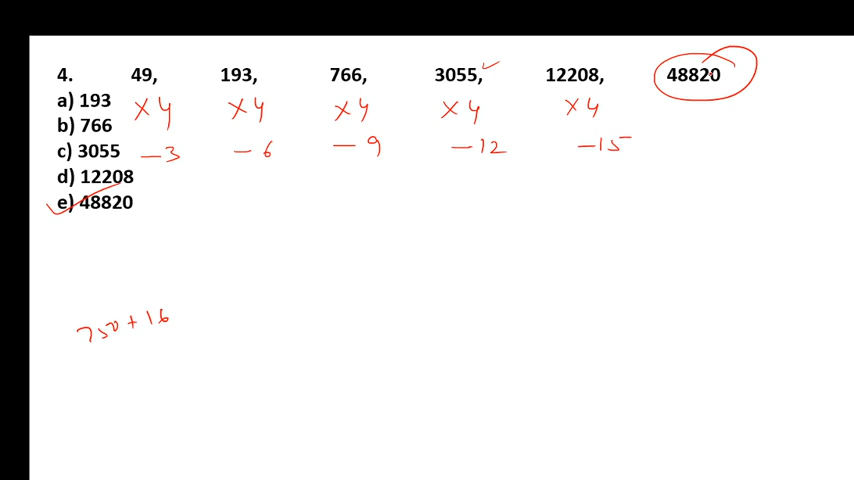 4. 49, 193, 766, 3055, 12208, 48820
a) 193 ×4 ×4 ×4 ×4 ×4
b) 766
c) 3055 −3 −6 −9 −12 −15
d) 12208
e) 48820
750+16